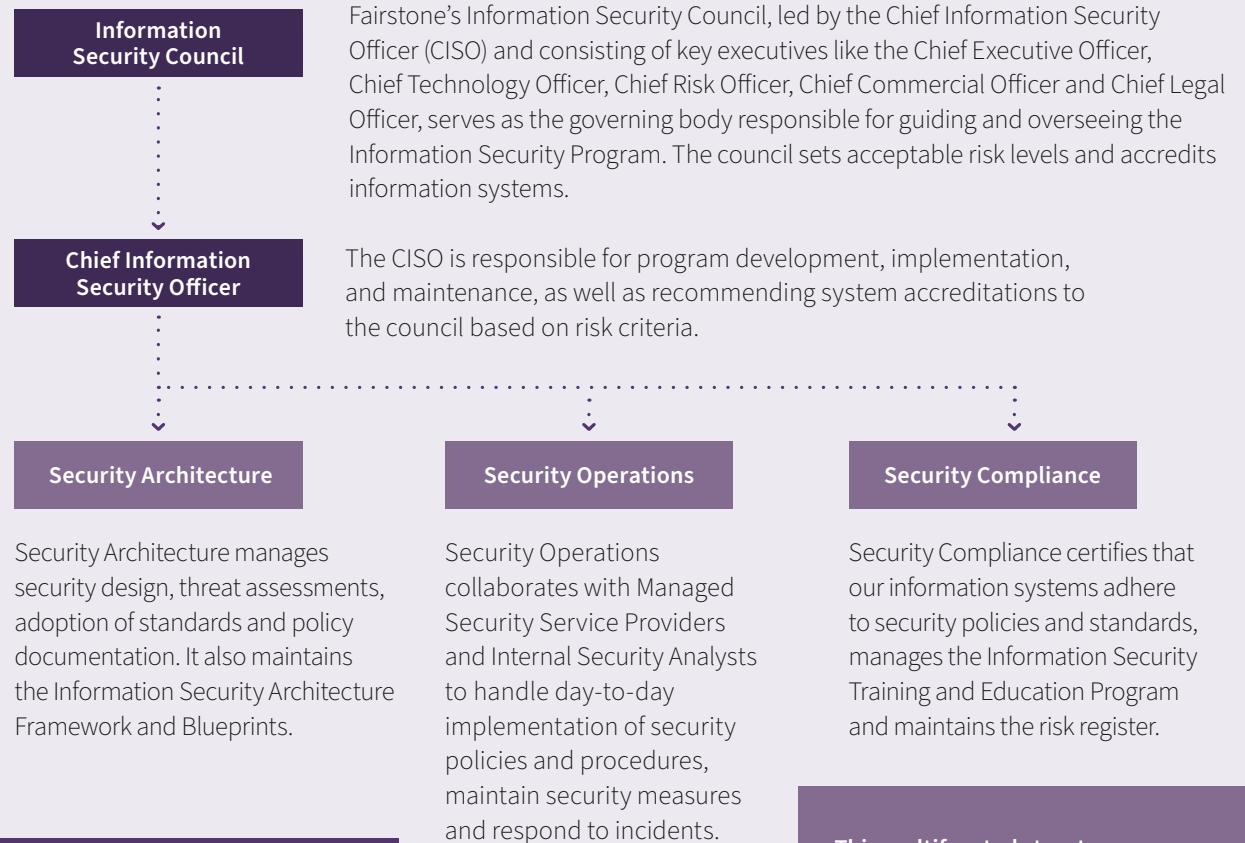 Information
Security Council
Fairstone’s Information Security Council, led by the Chief Information Security
Officer (CISO) and consisting of key executives like the Chief Executive Officer,
Chief Technology Officer, Chief Risk Officer, Chief Commercial Officer and Chief Legal
Officer, serves as the governing body responsible for guiding and overseeing the
Information Security Program. The council sets acceptable risk levels and accredits
information systems.
Chief Information
Security Officer
The CISO is responsible for program development, implementation,
and maintenance, as well as recommending system accreditations to
the council based on risk criteria.
Security Architecture
Security Architecture manages
security design, threat assessments,
adoption of standards and policy
documentation. It also maintains
the Information Security Architecture
Framework and Blueprints.
Security Operations
Security Operations
collaborates with Managed
Security Service Providers
and Internal Security Analysts
to handle day-to-day
implementation of security
policies and procedures,
maintain security measures
and respond to incidents.
Security Compliance
Security Compliance certifies that
our information systems adhere
to security policies and standards,
manages the Information Security
Training and Education Program
and maintains the risk register.